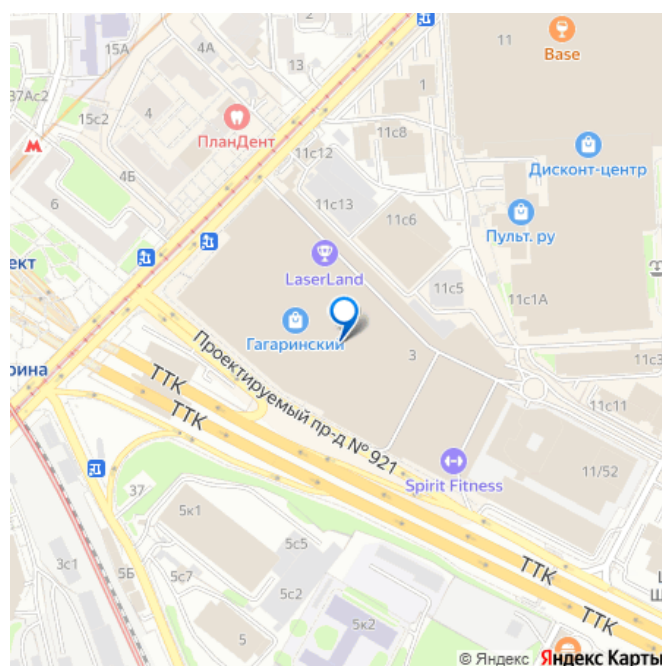 2
11
Base
15А
4А
13
1
37Ас2
15с2
4
ПланДент
11с8
Дисконт-центр
11с12
4Б
6
11с13
11с6
Пульт.ру
ект
LaserLand
11с5
11с1А
Гагаринский
3
11с3
рина
ТТК
ТТК
Проектируемый пр-д № 921
11с11
Spirit Fitness
11/52
37
5к1
3с1
5Б
5с7
5с5
5с2
5
5к2
ТТК
ТТК
© Яндекс Яндекс Карты